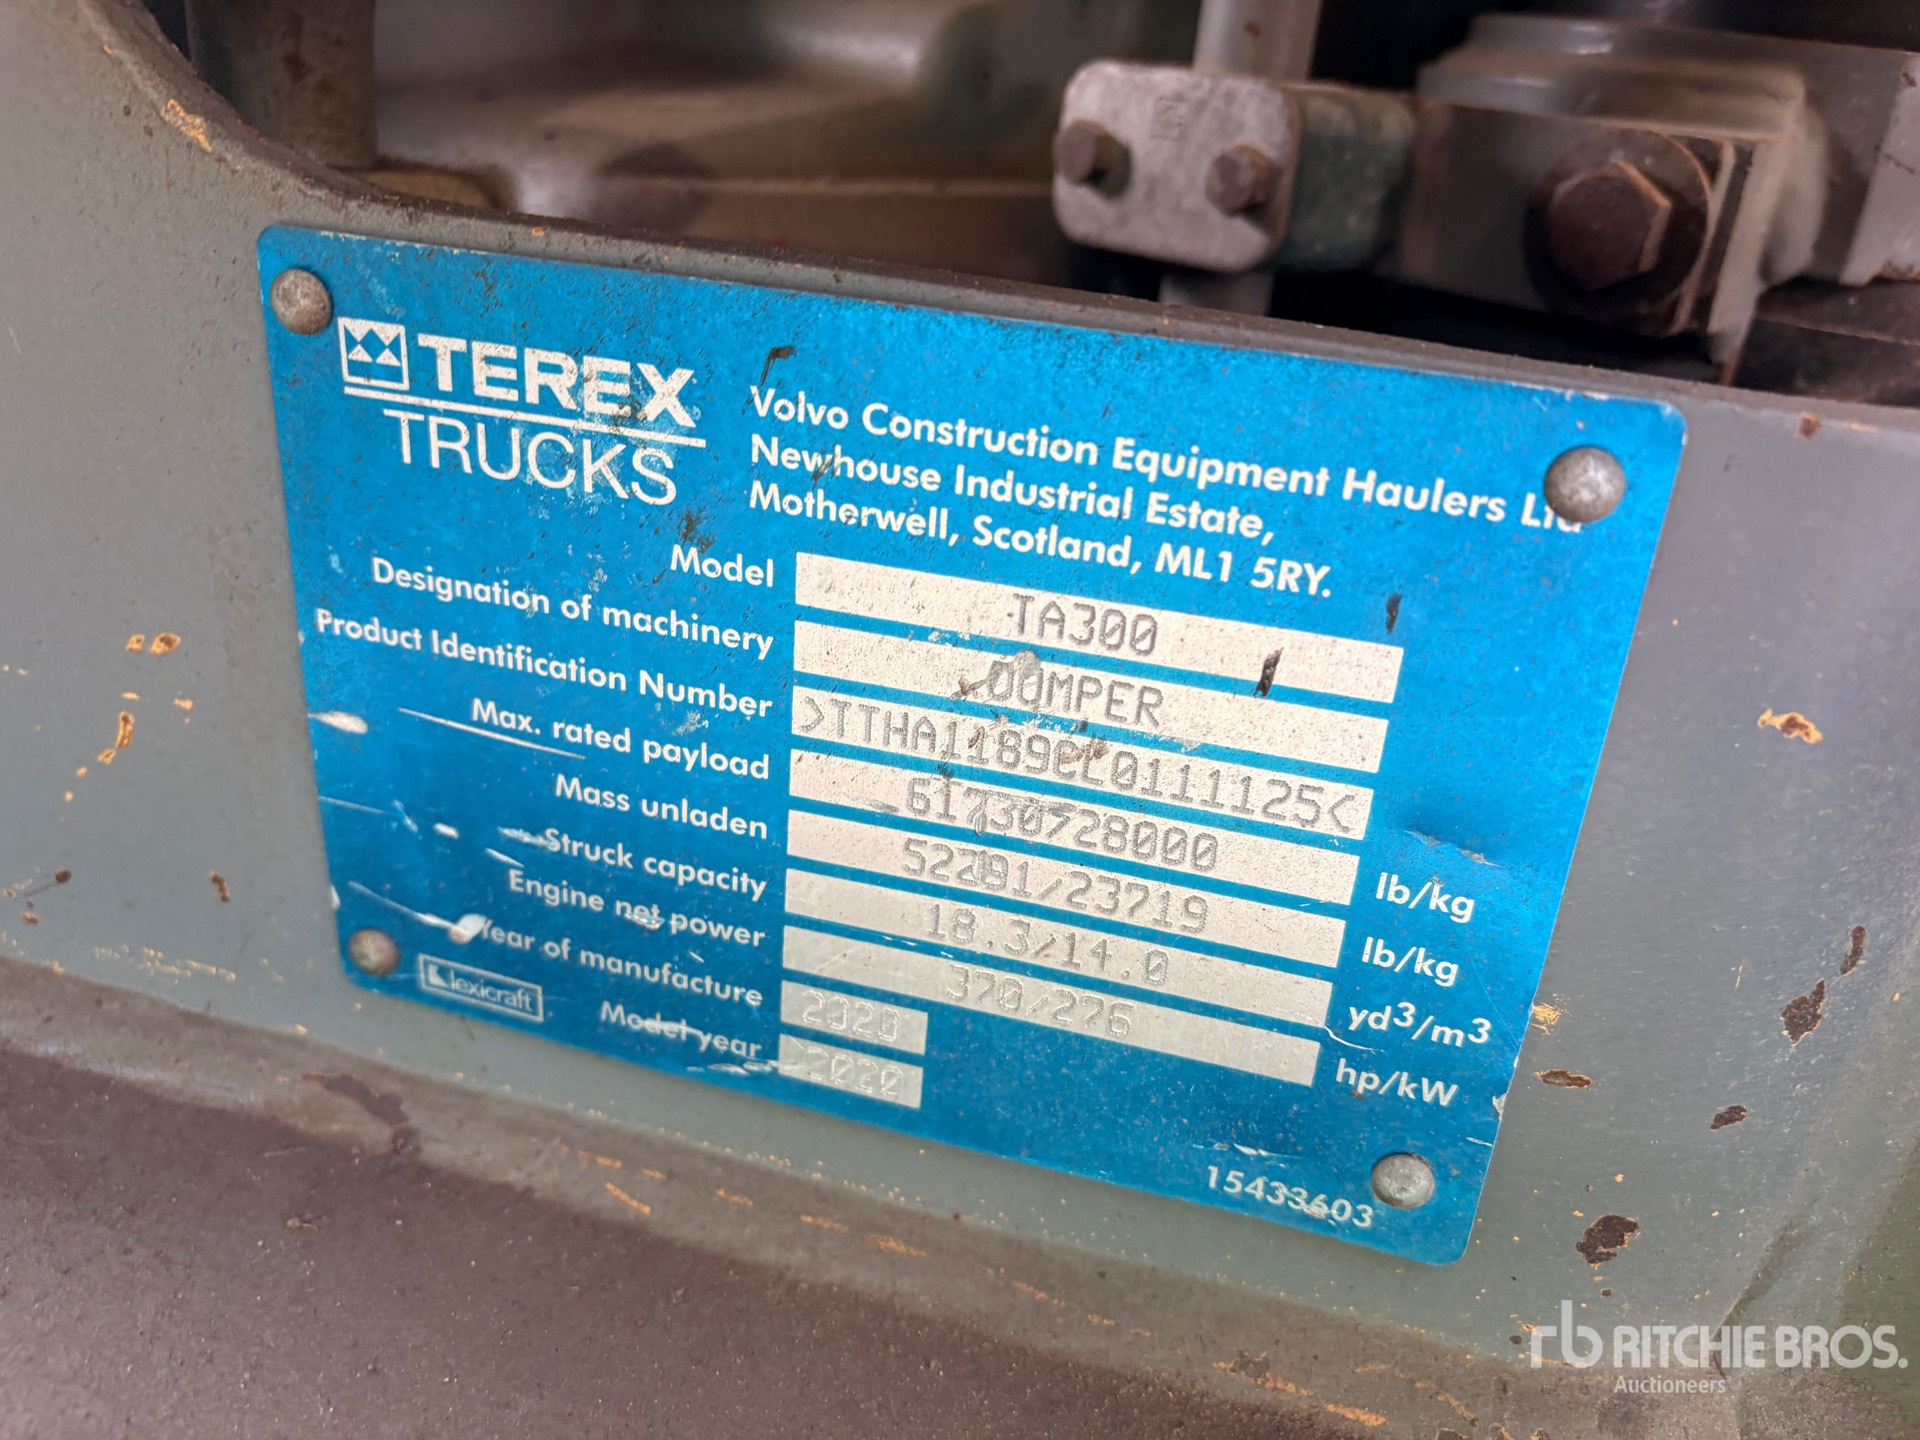 TEREX
TRUCKS
Volvo Construction Equipment Haulers Ltd
Newhouse Industrial Estate,
Motherwell, Scotland, ML1 5RY.
Model TA300
Designation of machinery DUMPER
Product Identification Number >TTHA1189CL0111125<
Max. rated payload 61730/28000 lb/kg
Mass unladen 52291/23719 lb/kg
Struck capacity 18.3/14.0 yd3/m3
Engine net power 370/276 hp/kW
Year of manufacture 2020
Model year 2020
lexicraft
15433603
rb RITCHIE BROS.
Auctioneers